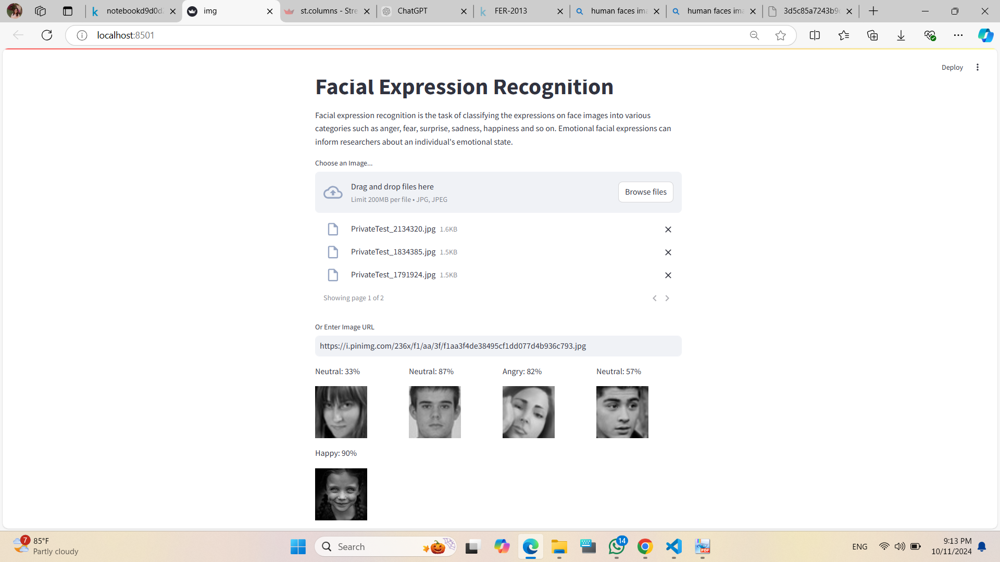 notebookd9d0d
img
st.columns - Stre
ChatGPT
FER-2013
human faces ima
human faces ima
3d5c85a7243b9c
localhost:8501
Deploy
Facial Expression Recognition
Facial expression recognition is the task of classifying the expressions on face images into various
categories such as anger, fear, surprise, sadness, happiness and so on. Emotional facial expressions can
inform researchers about an individual's emotional state.
Choose an Image...
Drag and drop files here
Limit 200MB per file • JPG, JPEG
Browse files
PrivateTest_2134320.jpg 1.6KB
PrivateTest_1834385.jpg 1.5KB
PrivateTest_1791924.jpg 1.5KB
Showing page 1 of 2
Or Enter Image URL
https://i.pinimg.com/236x/f1/aa/3f/f1aa3f4de38495cf1dd077d4b936c793.jpg
Neutral: 33% Neutral: 87% Angry: 82% Neutral: 57%
Happy: 90%
7
85°F
Partly cloudy
Search
14
PDF
ENG
9:13 PM
10/11/2024